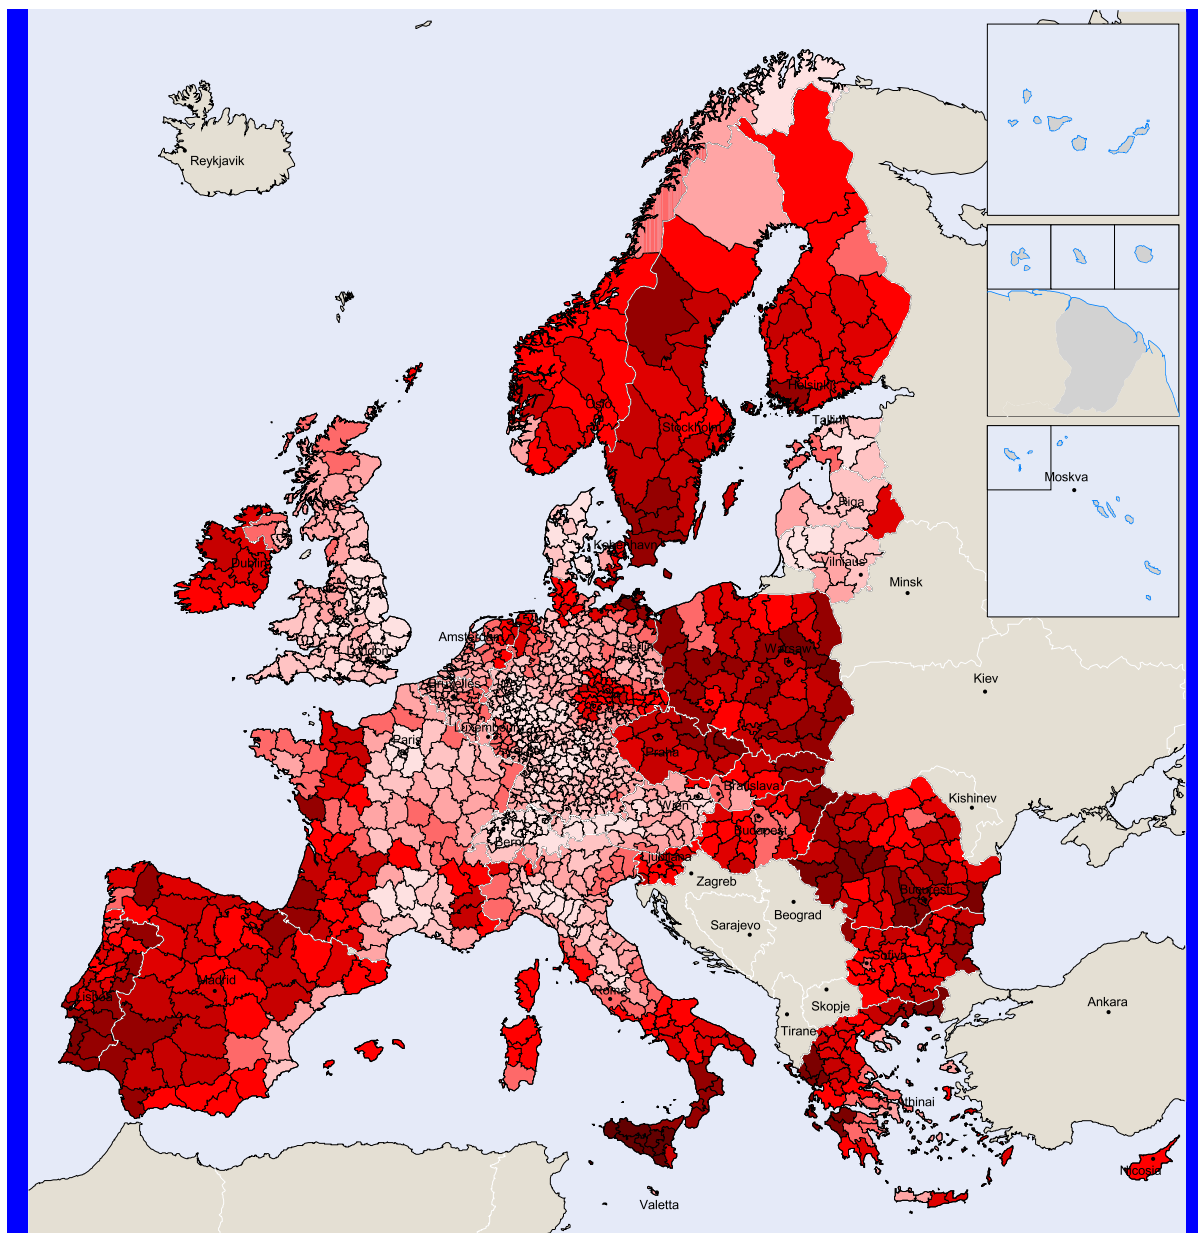 Reykjavik
Moskva
Helsinki
Oslo
Stockholm
Tallinn
Riga
København
Vilnius
Dublin
Minsk
Amsterdam
Berlin
Warsaw
London
Bruxelles
Kiev
Luxembourg
Paris
Praha
Bratislava
Wien
Kishinev
Budapest
Bern
Ljubljana
Zagreb
Bucuresti
Beograd
Sarajevo
Sofiya
Madrid
Roma
Lisboa
Skopje
Ankara
Tirane
Athinai
Nicosia
Valetta